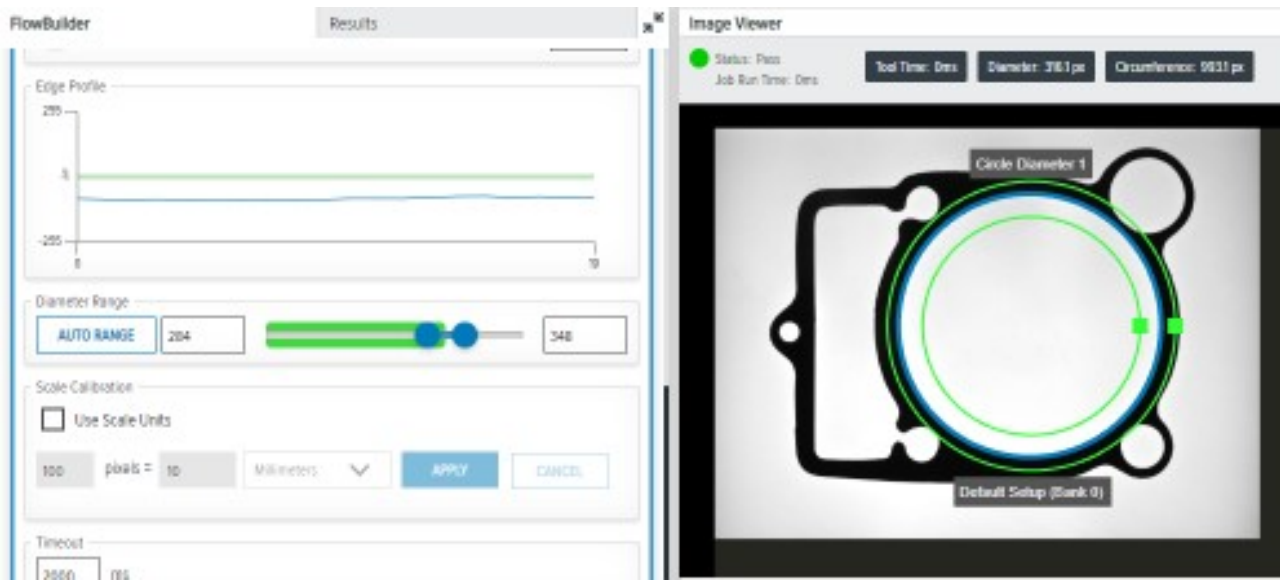 FlowBuilder
Results
Image Viewer
Status: Pass
Job Run Time: 0ms
Tool Time: 0ms
Diameter: 316.1 px
Circumference: 993.1 px
Edge Profile
255
0
-255
0
19
Diameter Range
AUTO RANGE
284
348
Scale Calibration
Use Scale Units
100 pixels = 10 Millimeters
APPLY
CANCEL
Timeout
2000 ms
Circle Diameter 1
Default Setup (Bank 0)